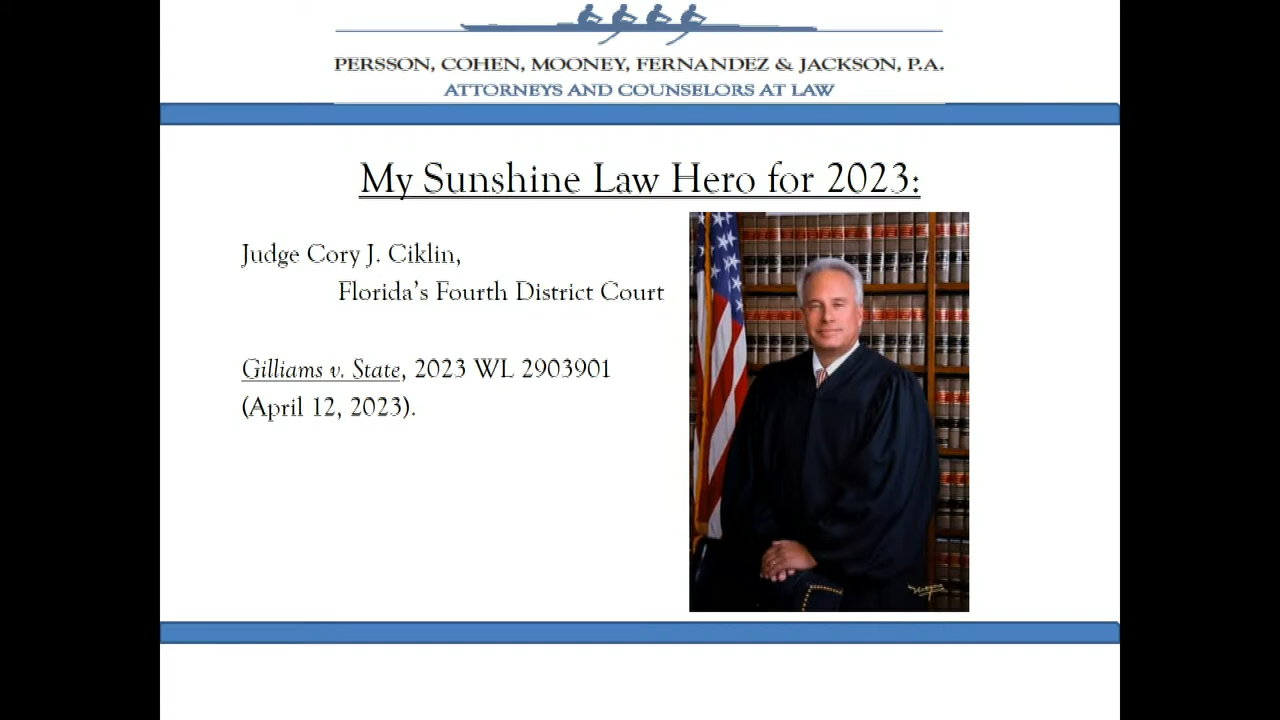 PERSSON, COHEN, MOONEY, FERNANDEZ & JACKSON, P.A.
ATTORNEYS AND COUNSELORS AT LAW
My Sunshine Law Hero for 2023:
Judge Cory J. Ciklin,
Florida's Fourth District Court
Gilliams v. State, 2023 WL 2903901
(April 12, 2023).